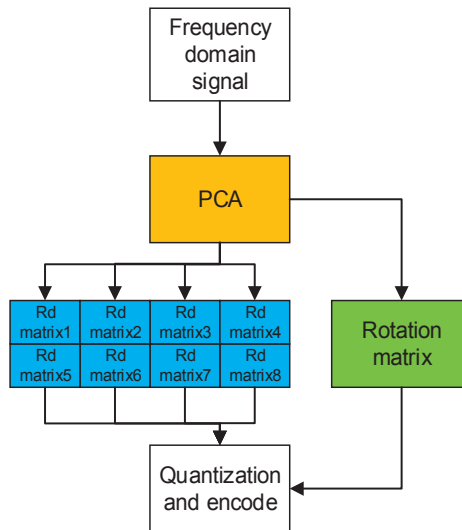 Frequency
domain
signal
PCA
Rd
matrix1
Rd
matrix2
Rd
matrix3
Rd
matrix4
Rd
matrix5
Rd
matrix6
Rd
matrix7
Rd
matrix8
Rotation
matrix
Quantization
and encode